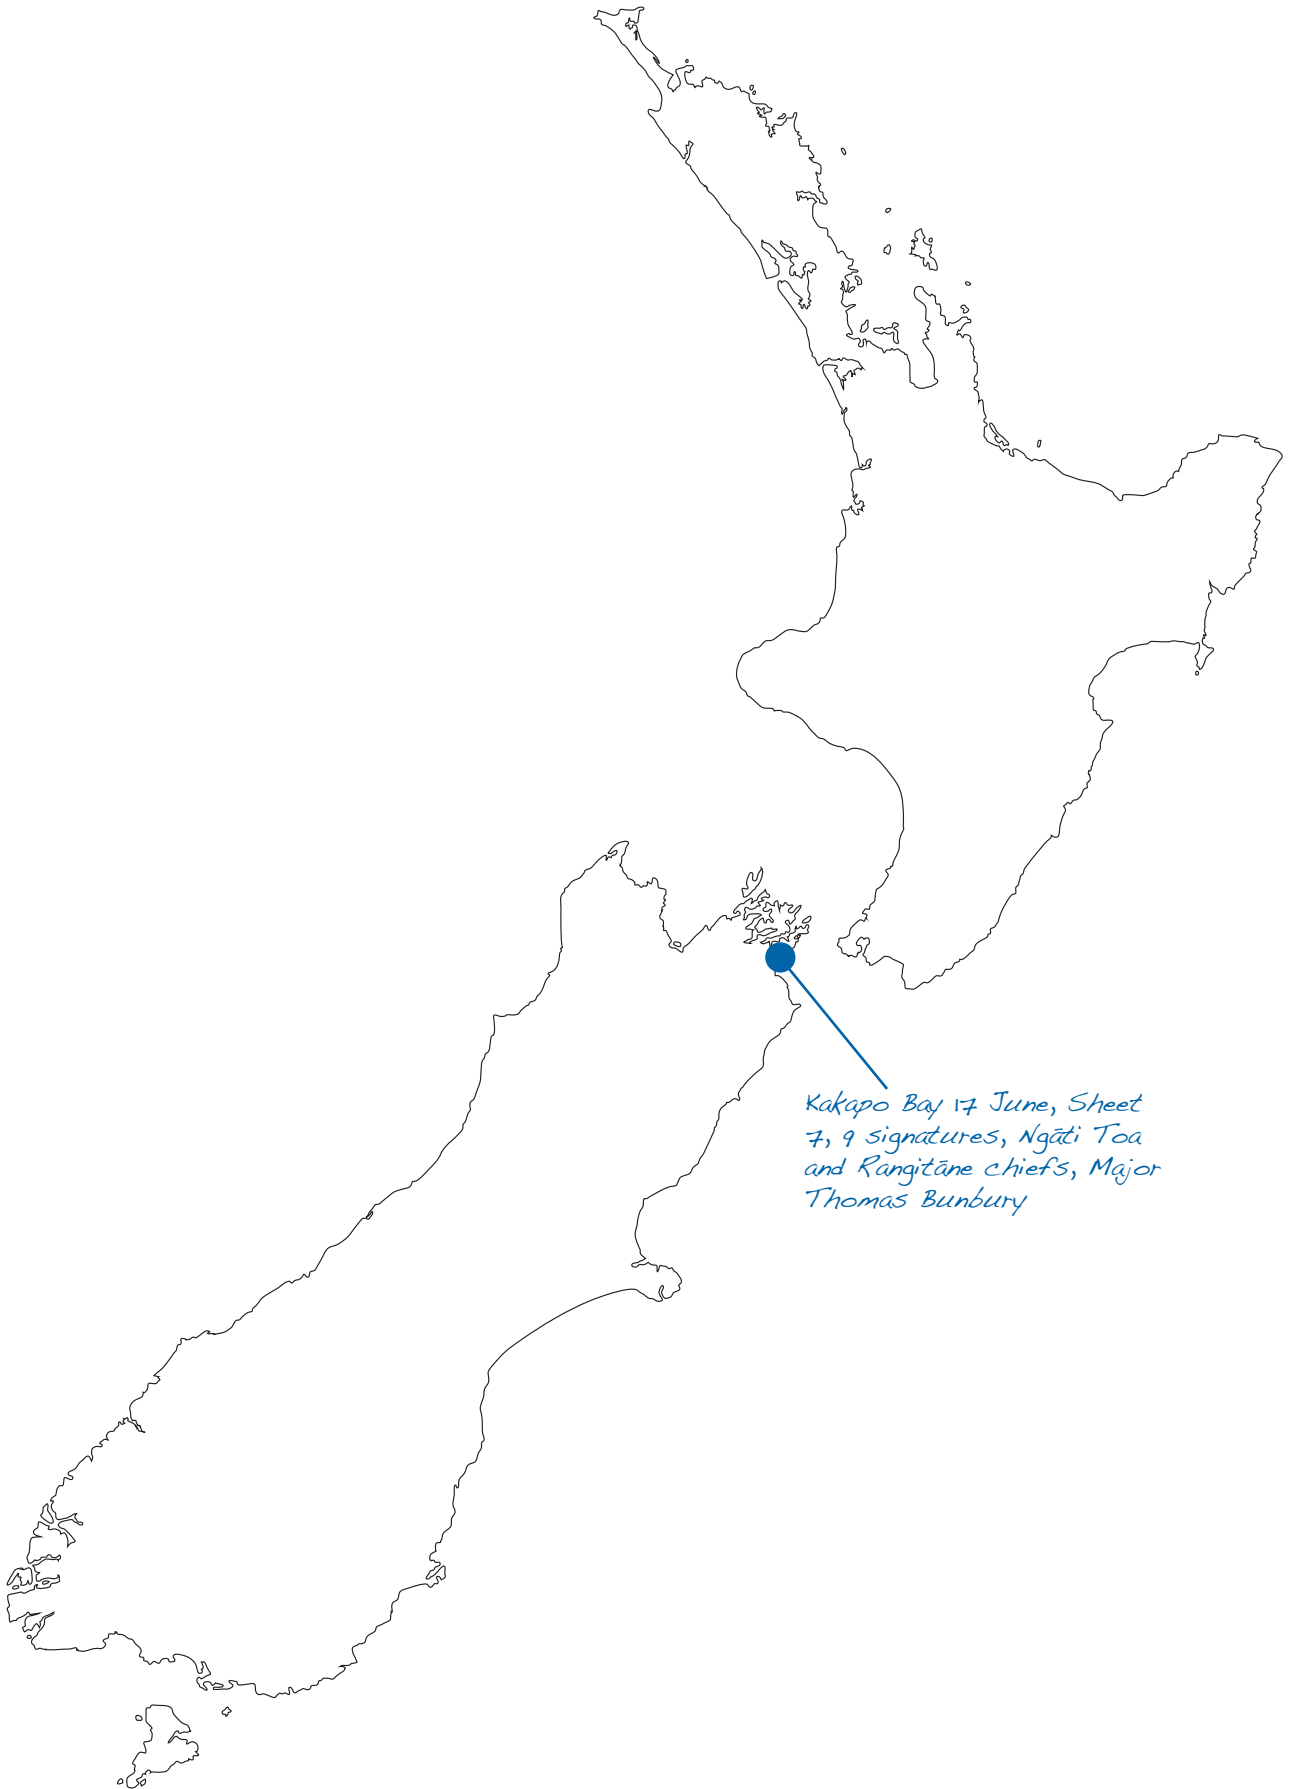 Kakapo Bay 17 June, Sheet
7, 9 signatures, Ngāti Toa
and Rangitāne chiefs, Major
Thomas Bunbury